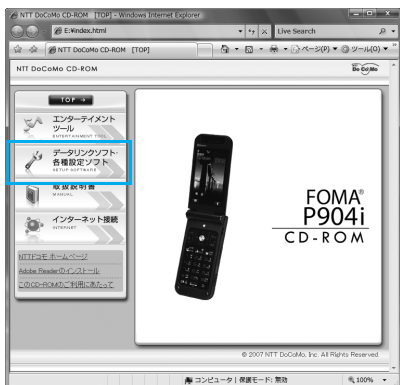 NTT DoCoMo CD-ROM [TOP] - Windows Internet Explorer
E:¥index.html
Live Search
NTT DoCoMo CD-ROM [TOP]
ページ(P)
ツール(O)
NTT DoCoMo CD-ROM
DoCoMo
TOP
エンターテイメント
ツール
ENTERTAINMENT TOOL
データリンクソフト・
各種設定ソフト
SETUP SOFTWARE
取扱説明書
MANUAL
インターネット接続
INTERNET
NTTドコモ ホームページ
Adobe Readerのインストール
このCD-ROMのご利用にあたって
FOMA®
P904i
CD-ROM
© 2007 NTT DoCoMo, Inc. All Rights Reserved
コンピュータ | 保護モード: 無効
100%